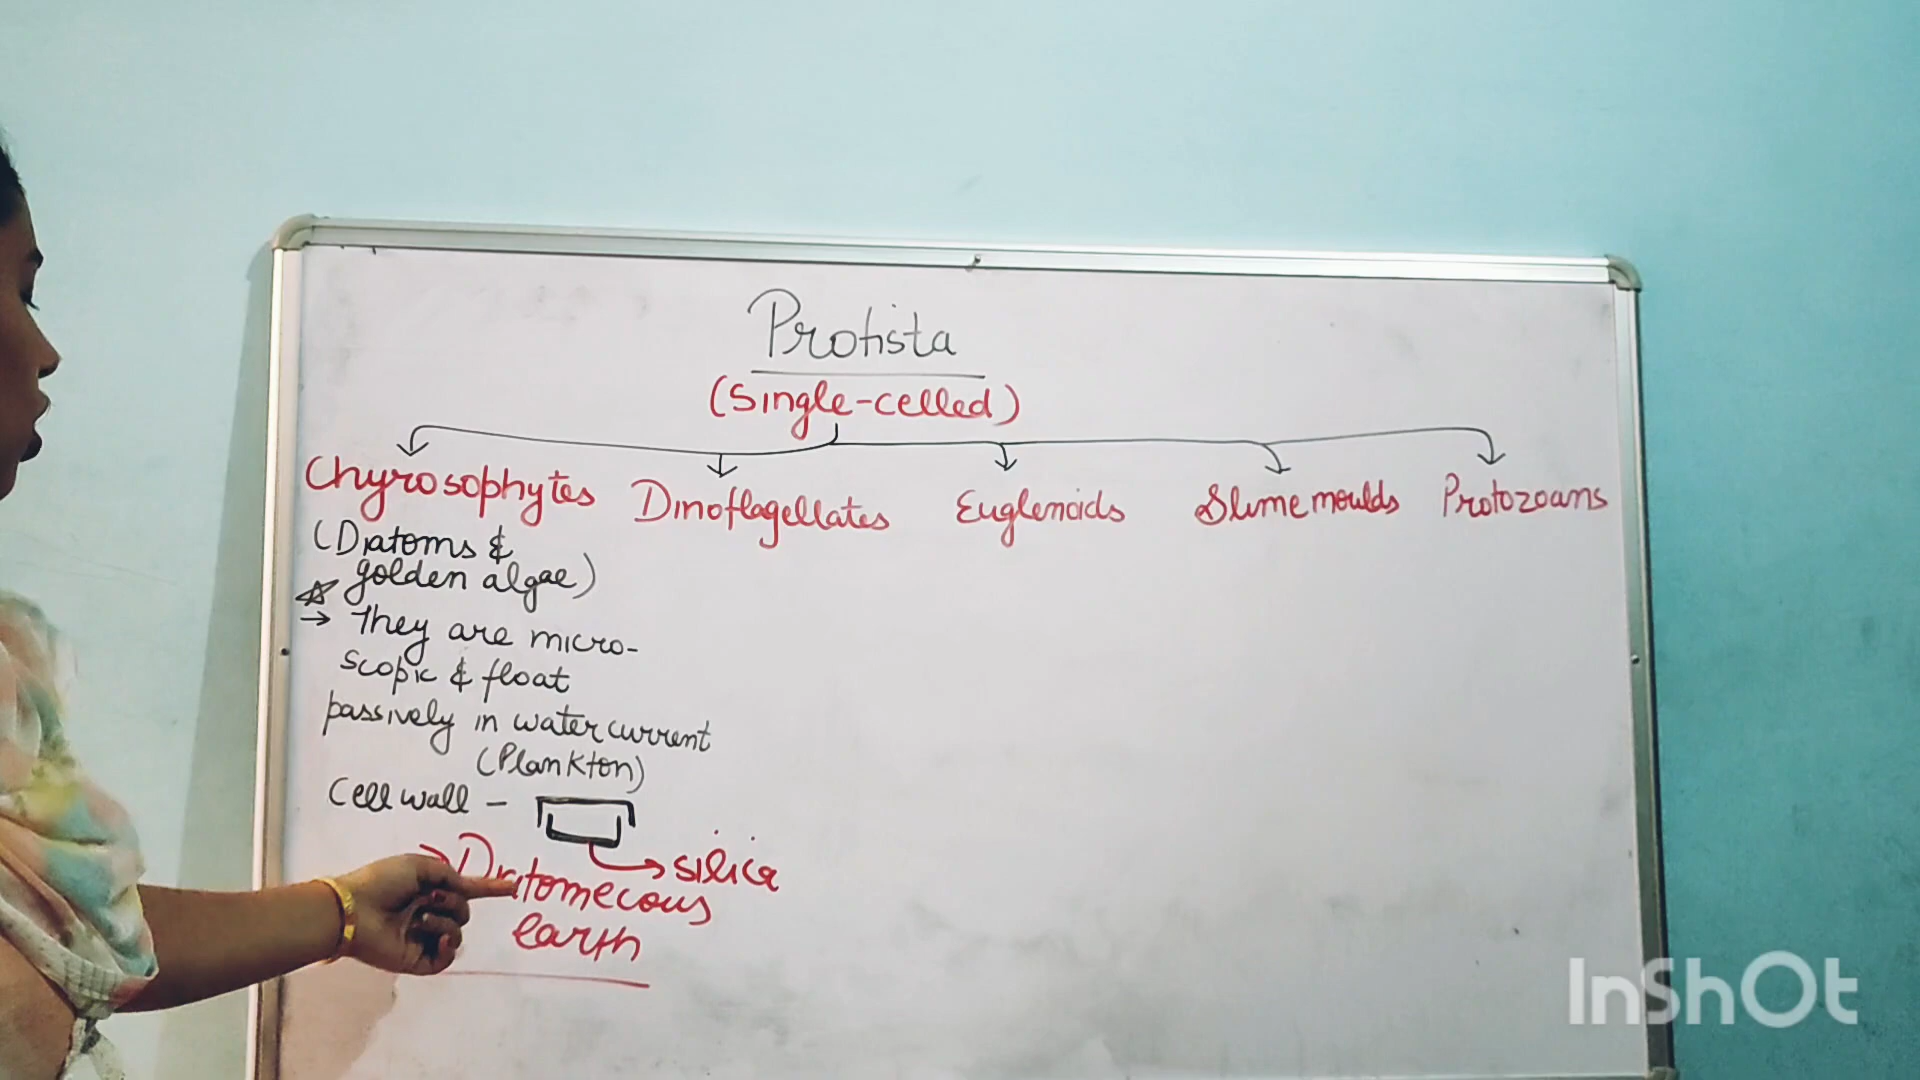 Protista
(Single-celled)
Chyrosophytes Dinoflagellates Euglenoids Slime moulds Protozoans
(Diatoms &
golden algae)
→ They are micro-
scopic & float
passively in water current
(Plankton)
Cell wall -
silica
→ Diatomecous
earth
InShOt